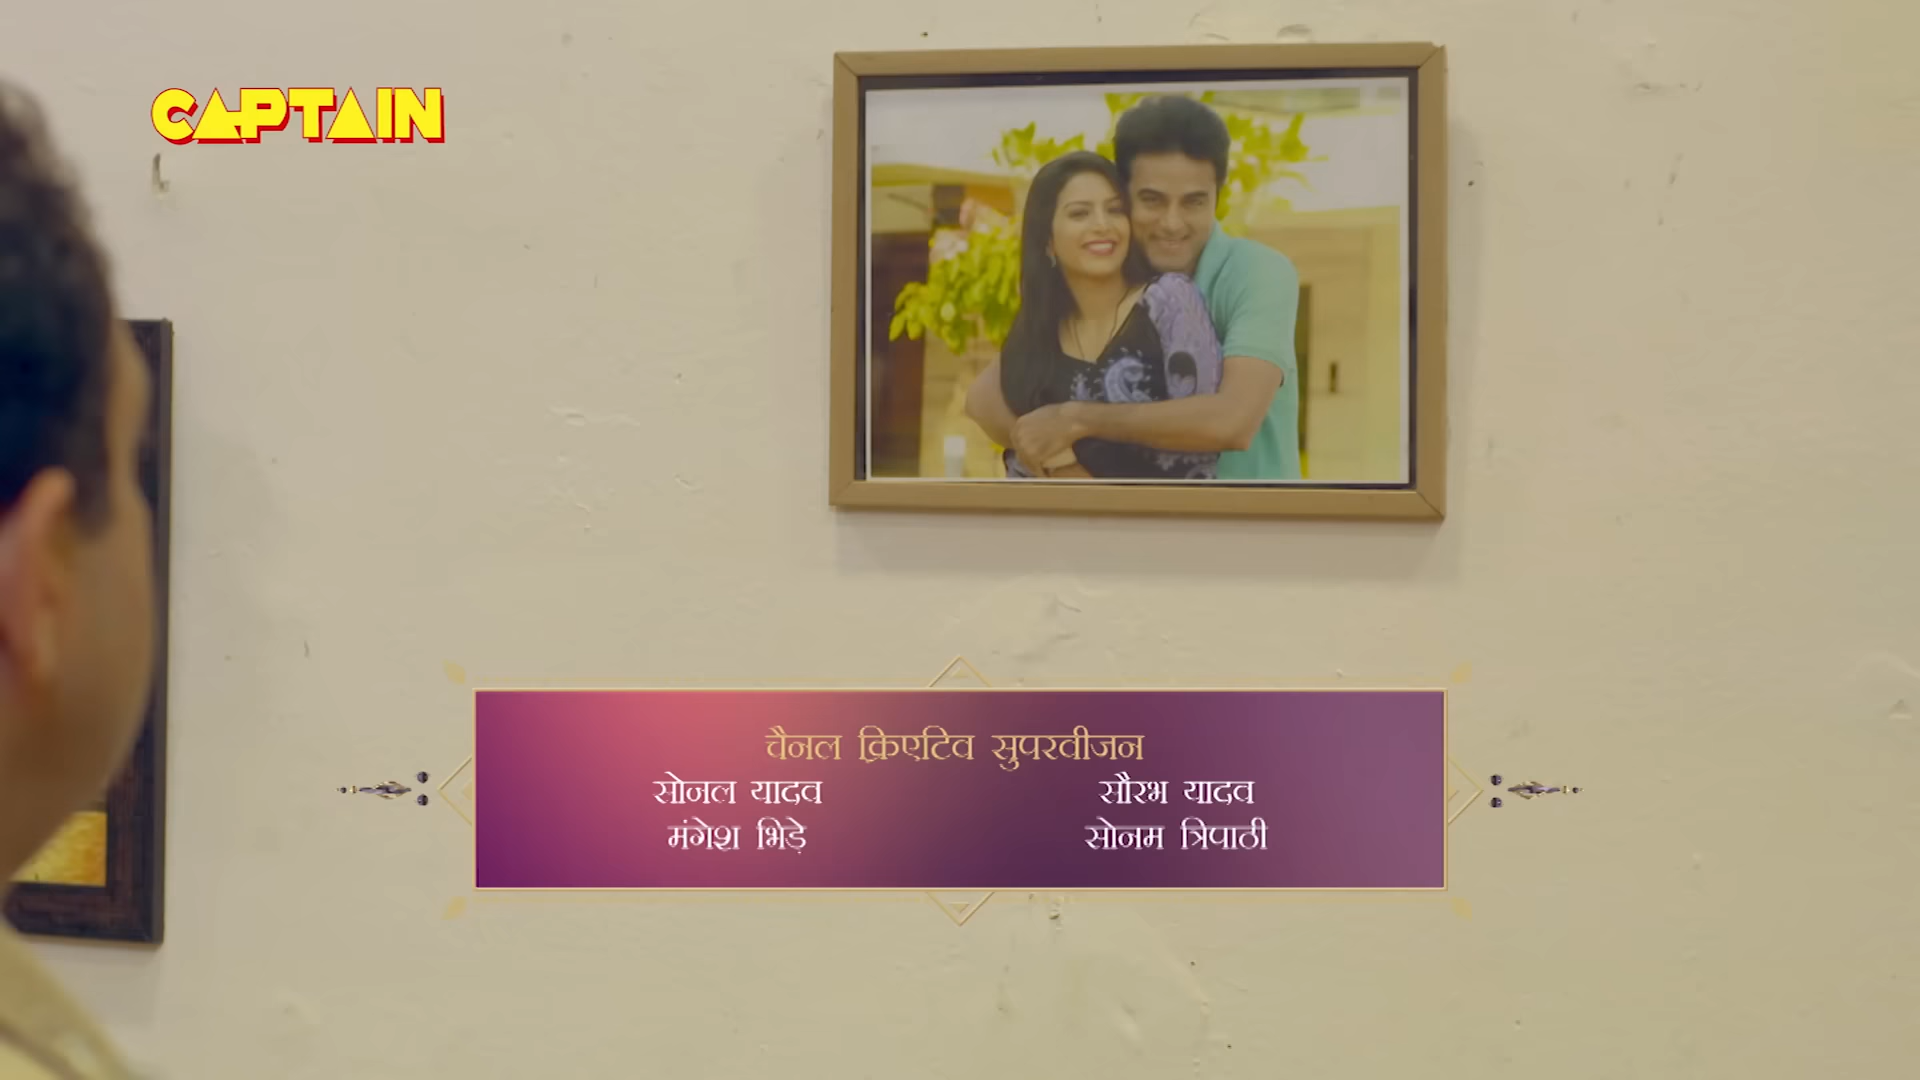 CAPTAIN
चैनल क्रिएटिव सुपरवीजन
सोनल यादव सौरभ यादव
मंगेश भिड़े सोनम त्रिपाठी